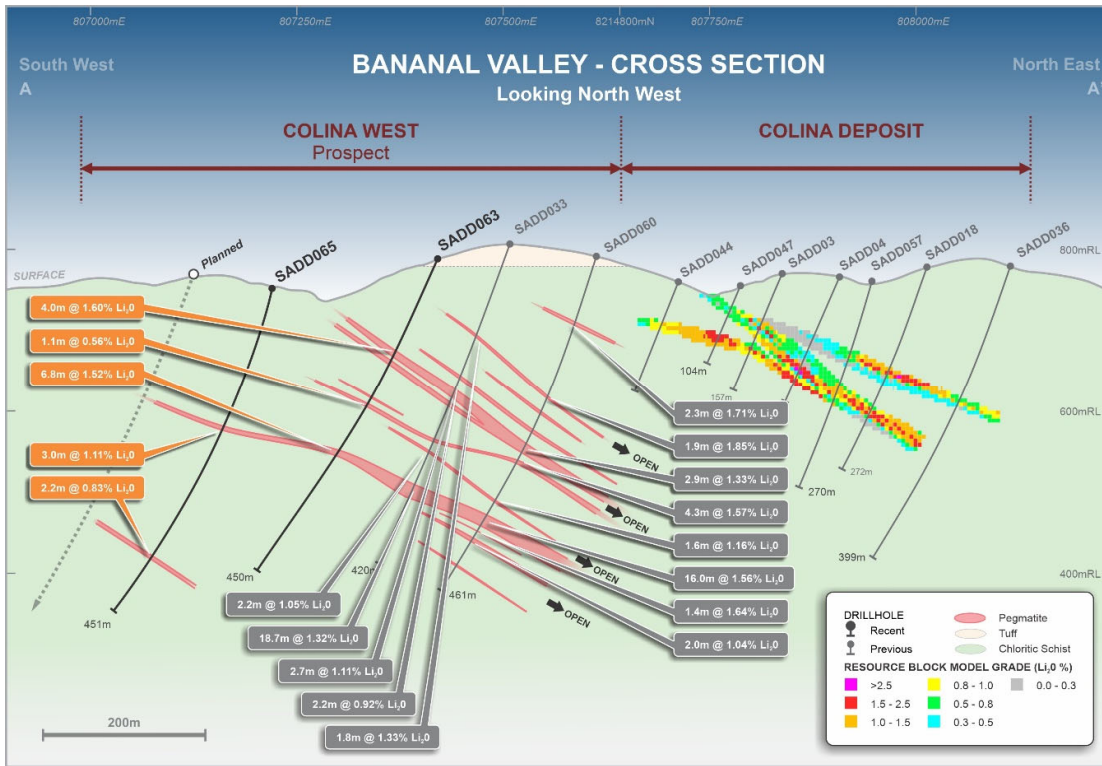 807000mE
807250mE
807500mE
8214800mN
807750mE
808000mE
South West
A
BANANAL VALLEY - CROSS SECTION
Looking North West
North East
A'
COLINA WEST
Prospect
COLINA DEPOSIT
SURFACE
Planned
SADD065
SADD063
SADD033
SADD060
SADD044
SADD047
SADD03
SADD04
SADD057
SADD018
SADD036
800mRL
600mRL
400mRL
4.0m @ 1.60% Li₂0
1.1m @ 0.56% Li₂0
6.8m @ 1.52% Li₂0
3.0m @ 1.11% Li₂0
2.2m @ 0.83% Li₂0
104m
157m
270m
272m
399m
2.3m @ 1.71% Li₂0
1.9m @ 1.85% Li₂0
2.9m @ 1.33% Li₂0
4.3m @ 1.57% Li₂0
1.6m @ 1.16% Li₂0
16.0m @ 1.56% Li₂0
1.4m @ 1.64% Li₂0
2.0m @ 1.04% Li₂0
OPEN
OPEN
OPEN
OPEN
451m
450m
420m
461m
2.2m @ 1.05% Li₂0
18.7m @ 1.32% Li₂0
2.7m @ 1.11% Li₂0
2.2m @ 0.92% Li₂0
1.8m @ 1.33% Li₂0
200m
DRILLHOLE
Recent
Previous
Pegmatite
Tuff
Chloritic Schist
RESOURCE BLOCK MODEL GRADE (Li₂0 %)
>2.5
0.8 - 1.0
0.0 - 0.3
1.5 - 2.5
0.5 - 0.8
1.0 - 1.5
0.3 - 0.5